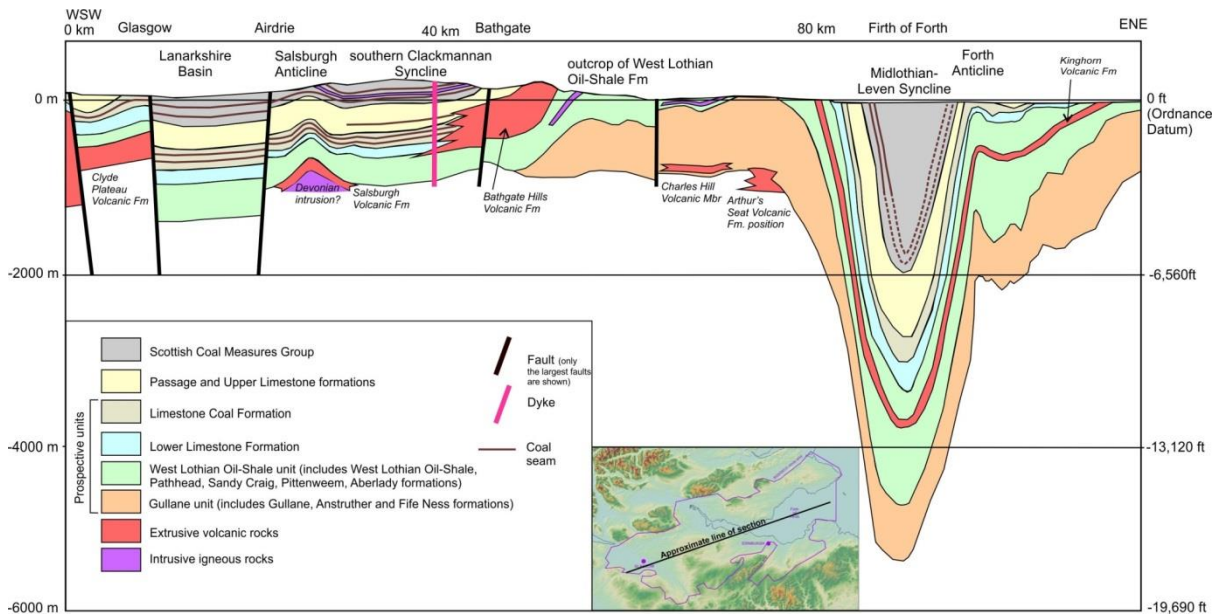 WSW
ENE
0 km
Glasgow
Airdrie
40 km
Bathgate
80 km
Firth of Forth
Lanarkshire
Basin
Salsburgh
Anticline
southern Clackmannan
Syncline
outcrop of West Lothian
Oil-Shale Fm
Midlothian-
Leven Syncline
Forth
Anticline
Kinghorn
Volcanic Fm
0 m
0 ft
(Ordnance
Datum)
Clyde
Plateau
Volcanic Fm
Devonian
intrusion?
Salsburgh
Volcanic Fm
Bathgate Hills
Volcanic Fm
Charles Hill
Volcanic Mbr
Arthur's
Seat Volcanic
Fm. position
-2000 m
-6,560ft
Scottish Coal Measures Group
Passage and Upper Limestone formations
Limestone Coal Formation
Lower Limestone Formation
West Lothian Oil-Shale unit (includes West Lothian Oil-Shale,
Pathhead, Sandy Craig, Pittenweem, Aberlady formations)
Gullane unit (includes Gullane, Anstruther and Fife Ness formations)
Extrusive volcanic rocks
Intrusive igneous rocks
Prospective units
Fault (only
the largest faults
are shown)
Dyke
Coal
seam
-4000 m
-13,120 ft
Approximate line of section
-6000 m
-19,690 ft